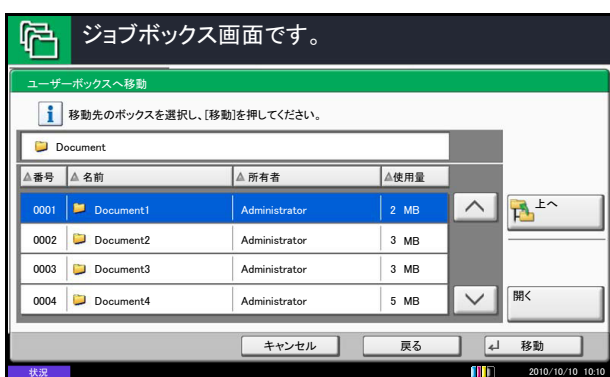 ジョブボックス画面です。
ユーザーボックスへ移動
移動先のボックスを選択し、[移動]を押してください。
Document
番号 名前 所有者 使用量
0001 Document1 Administrator 2 MB
上へ
0002 Document2 Administrator 3 MB
0003 Document3 Administrator 3 MB
0004 Document4 Administrator 5 MB
開く
キャンセル 戻る 移動
状況 2010/10/10 10:10